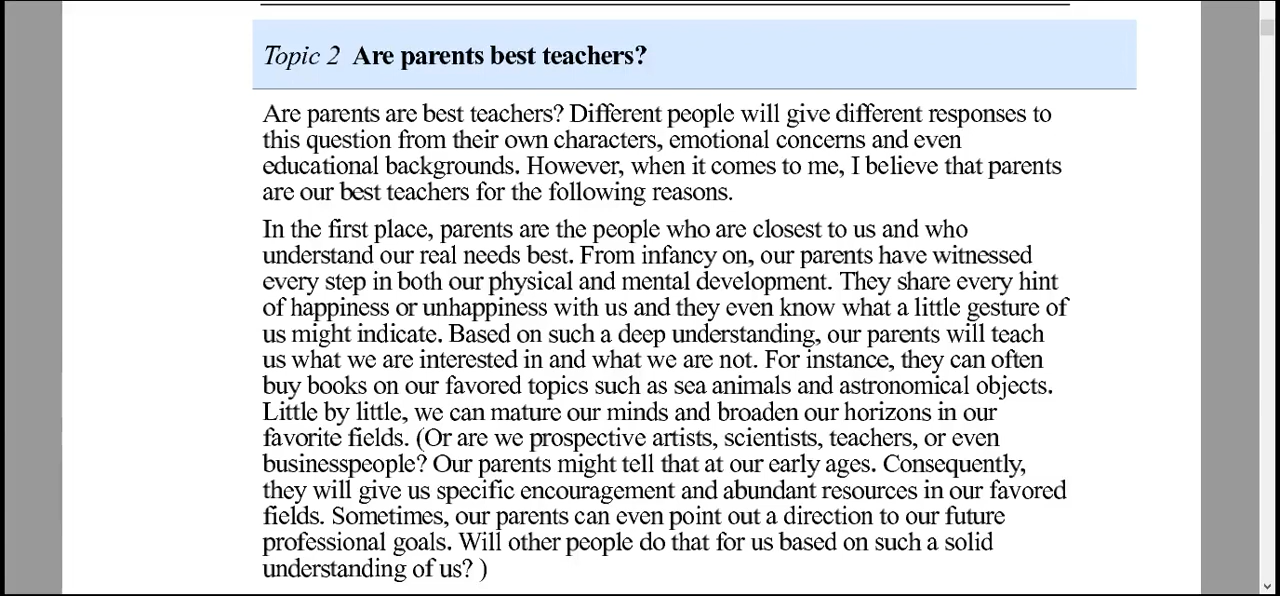 Topic 2 Are parents best teachers?
Are parents are best teachers? Different people will give different responses to
this question from their own characters, emotional concerns and even
educational backgrounds. However, when it comes to me, I believe that parents
are our best teachers for the following reasons.
In the first place, parents are the people who are closest to us and who
understand our real needs best. From infancy on, our parents have witnessed
every step in both our physical and mental development. They share every hint
of happiness or unhappiness with us and they even know what a little gesture of
us might indicate. Based on such a deep understanding, our parents will teach
us what we are interested in and what we are not. For instance, they can often
buy books on our favored topics such as sea animals and astronomical objects.
Little by little, we can mature our minds and broaden our horizons in our
favorite fields. (Or are we prospective artists, scientists, teachers, or even
businesspeople? Our parents might tell that at our early ages. Consequently,
they will give us specific encouragement and abundant resources in our favored
fields. Sometimes, our parents can even point out a direction to our future
professional goals. Will other people do that for us based on such a solid
understanding of us? )